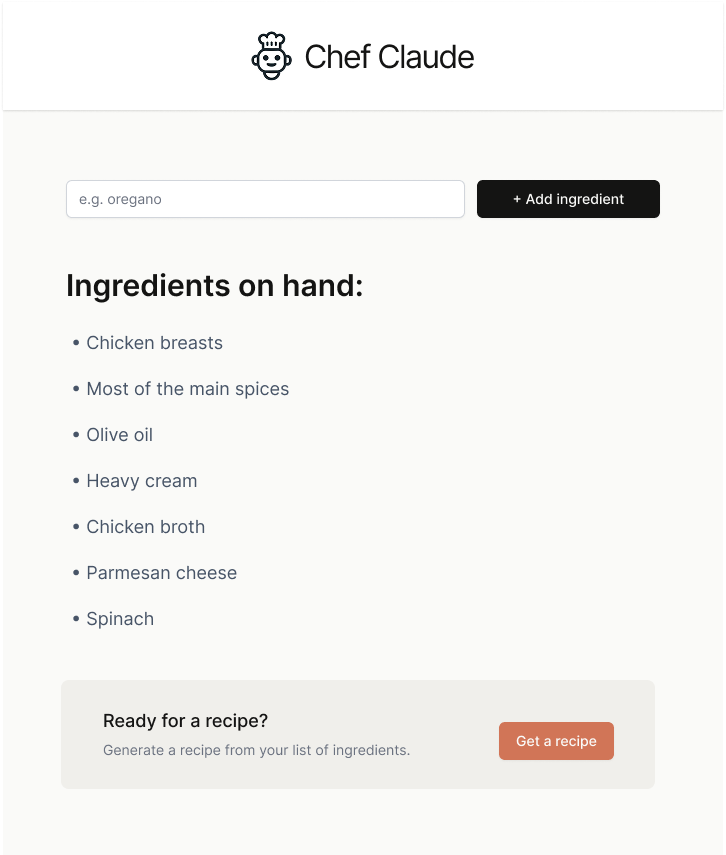 Chef Claude
e.g. oregano
+ Add ingredient
Ingredients on hand:
• Chicken breasts
• Most of the main spices
• Olive oil
• Heavy cream
• Chicken broth
• Parmesan cheese
• Spinach
Ready for a recipe?
Generate a recipe from your list of ingredients.
Get a recipe